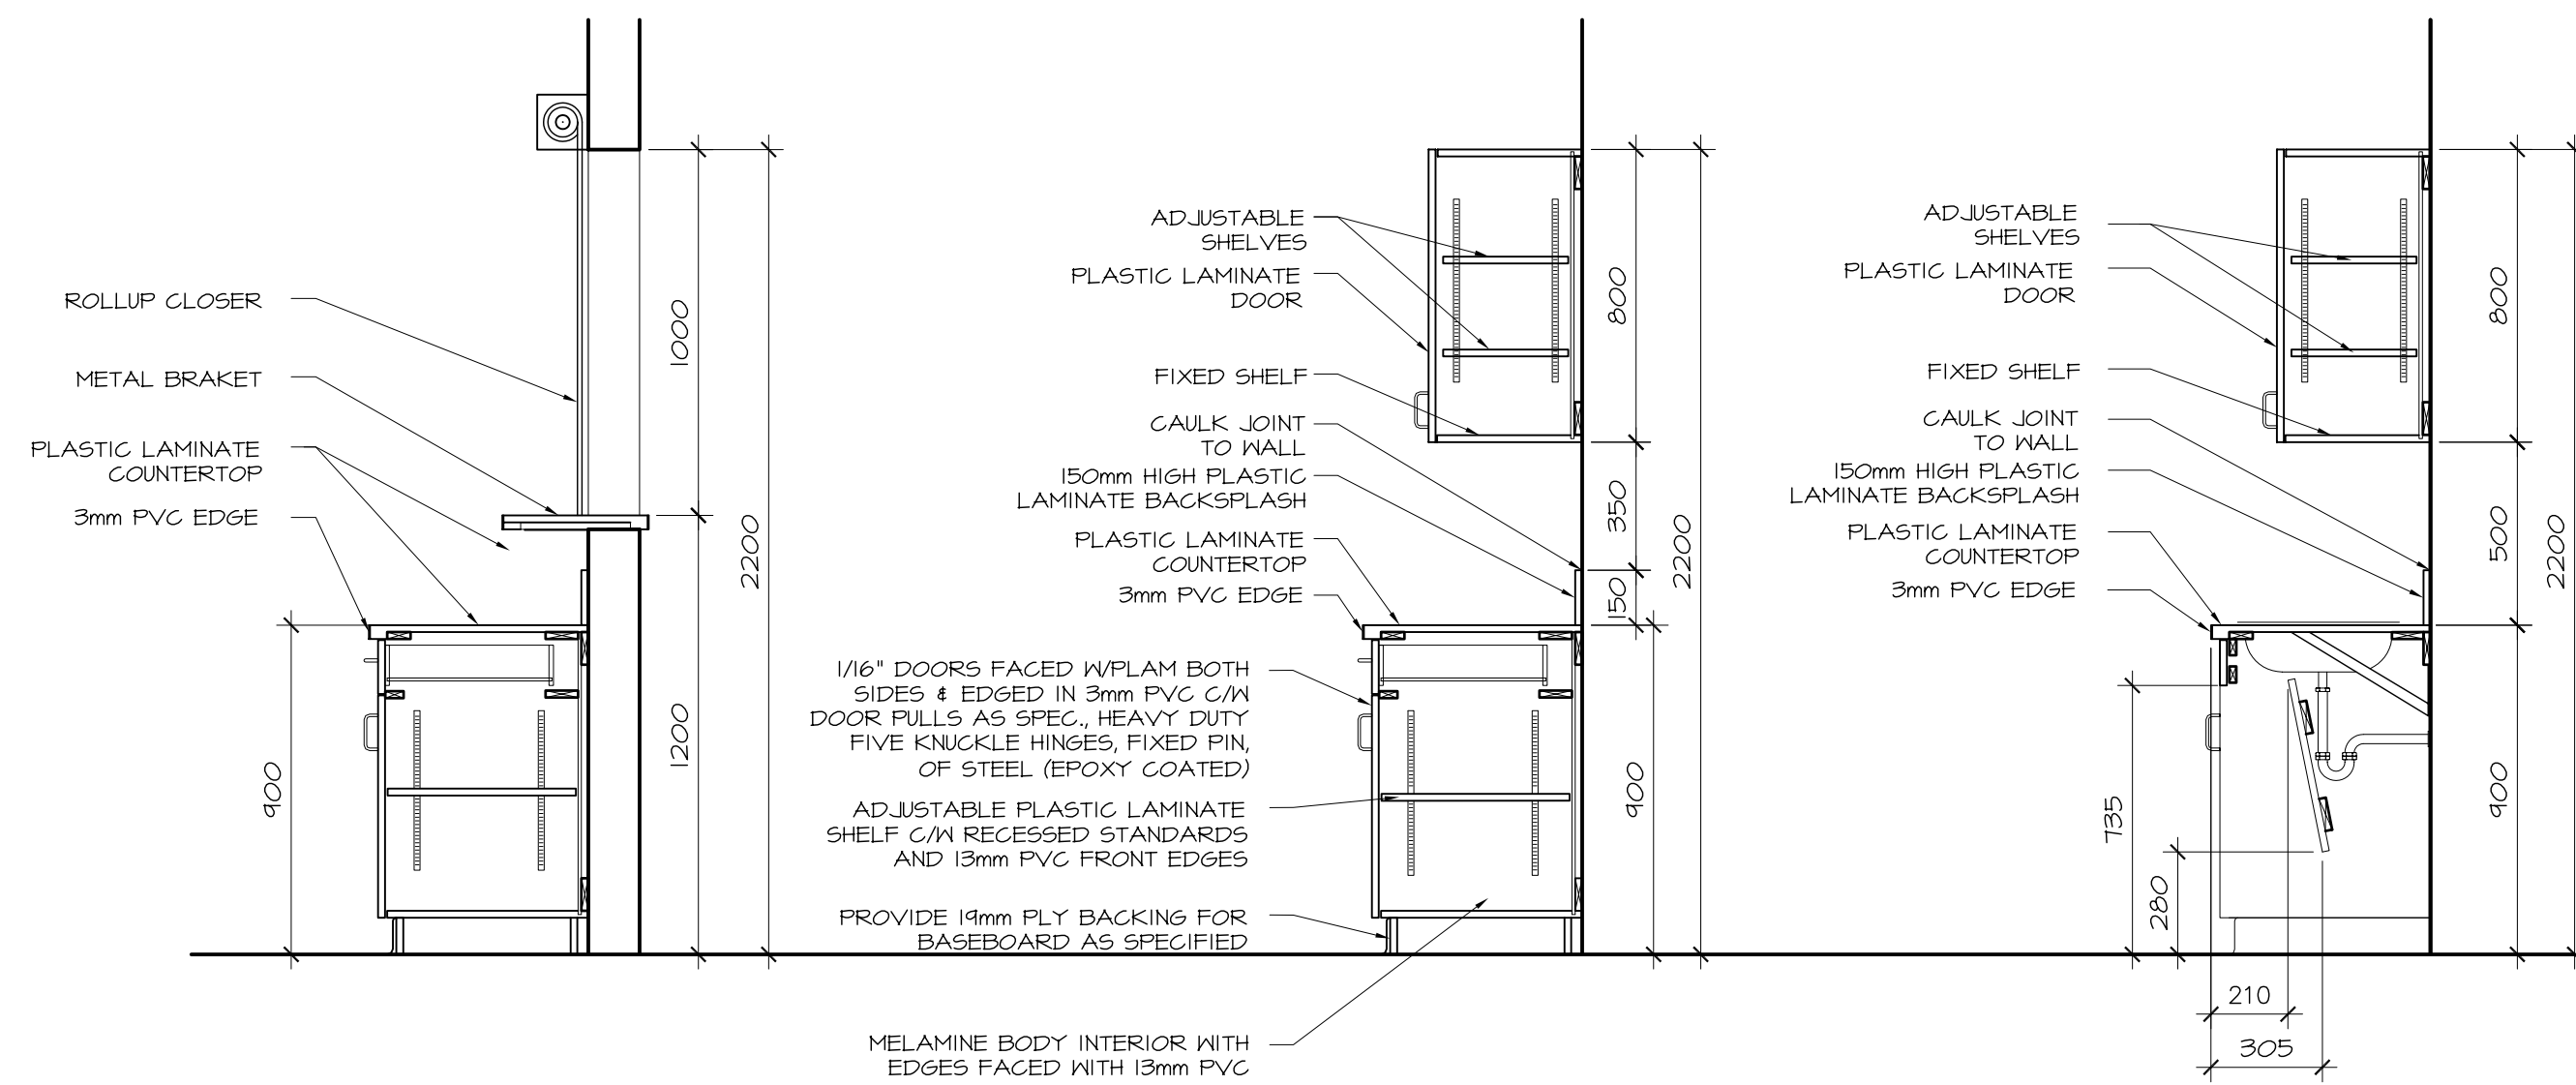 ROLLUP CLOSER
METAL BRAKET
PLASTIC LAMINATE
COUNTERTOP
3mm PVC EDGE
900
1000
1200
2200
ADJUSTABLE
SHELVES
PLASTIC LAMINATE
DOOR
FIXED SHELF
CAULK JOINT
TO WALL
150mm HIGH PLASTIC
LAMINATE BACKSPLASH
PLASTIC LAMINATE
COUNTERTOP
3mm PVC EDGE
1/16" DOORS FACED W/PLAM BOTH
SIDES & EDGED IN 3mm PVC C/W
DOOR PULLS AS SPEC., HEAVY DUTY
FIVE KNUCKLE HINGES, FIXED PIN,
OF STEEL (EPOXY COATED)
ADJUSTABLE PLASTIC LAMINATE
SHELF C/W RECESSED STANDARDS
AND 13mm PVC FRONT EDGES
PROVIDE 19mm PLY BACKING FOR
BASEBOARD AS SPECIFIED
MELAMINE BODY INTERIOR WITH
EDGES FACED WITH 13mm PVC
800
350
150
900
2200
ADJUSTABLE
SHELVES
PLASTIC LAMINATE
DOOR
FIXED SHELF
CAULK JOINT
TO WALL
150mm HIGH PLASTIC
LAMINATE BACKSPLASH
PLASTIC LAMINATE
COUNTERTOP
3mm PVC EDGE
735
280
210
305
800
500
900
2200